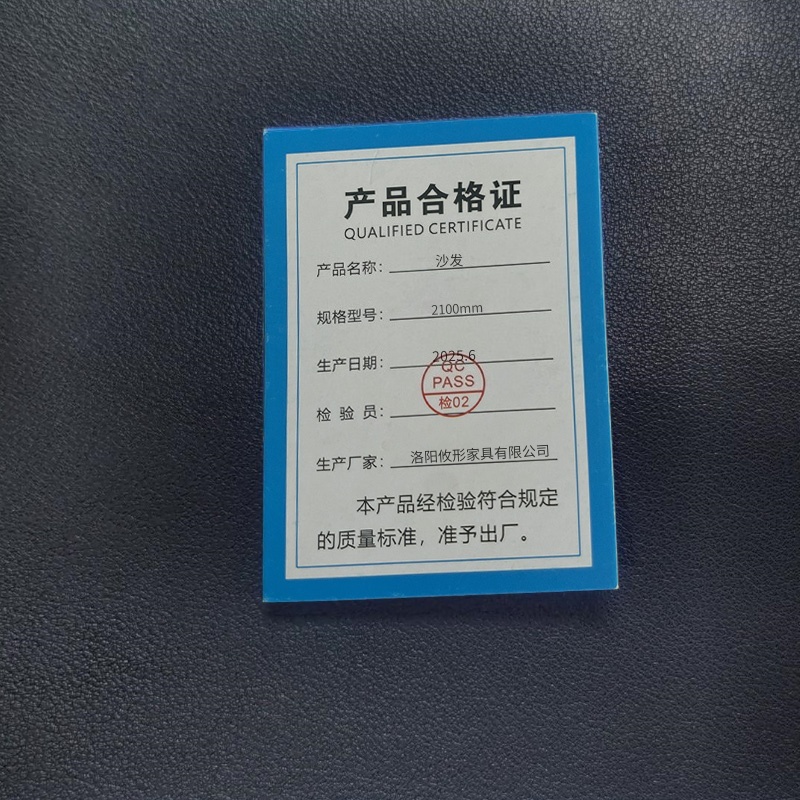 产品合格证
QUALIFIED CERTIFICATE
产品名称: 沙发
规格型号: 2100mm
生产日期: 2025.6
QC
PASS
检验员: 检02
生产厂家: 洛阳攸形家具有限公司
本产品经检验符合规定
的质量标准，准予出厂。